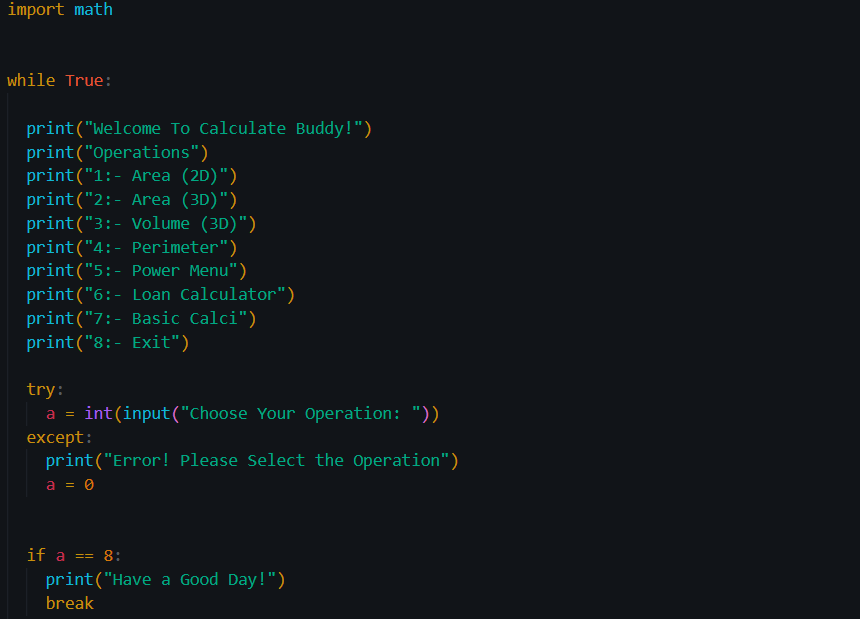 import math
while True:
print("Welcome To Calculate Buddy!")
print("Operations")
print("1:- Area (2D)")
print("2:- Area (3D)")
print("3:- Volume (3D)")
print("4:- Perimeter")
print("5:- Power Menu")
print("6:- Loan Calculator")
print("7:- Basic Calci")
print("8:- Exit")
try:
a = int(input("Choose Your Operation: "))
except:
print("Error! Please Select the Operation")
a = 0
if a == 8:
print("Have a Good Day!")
break